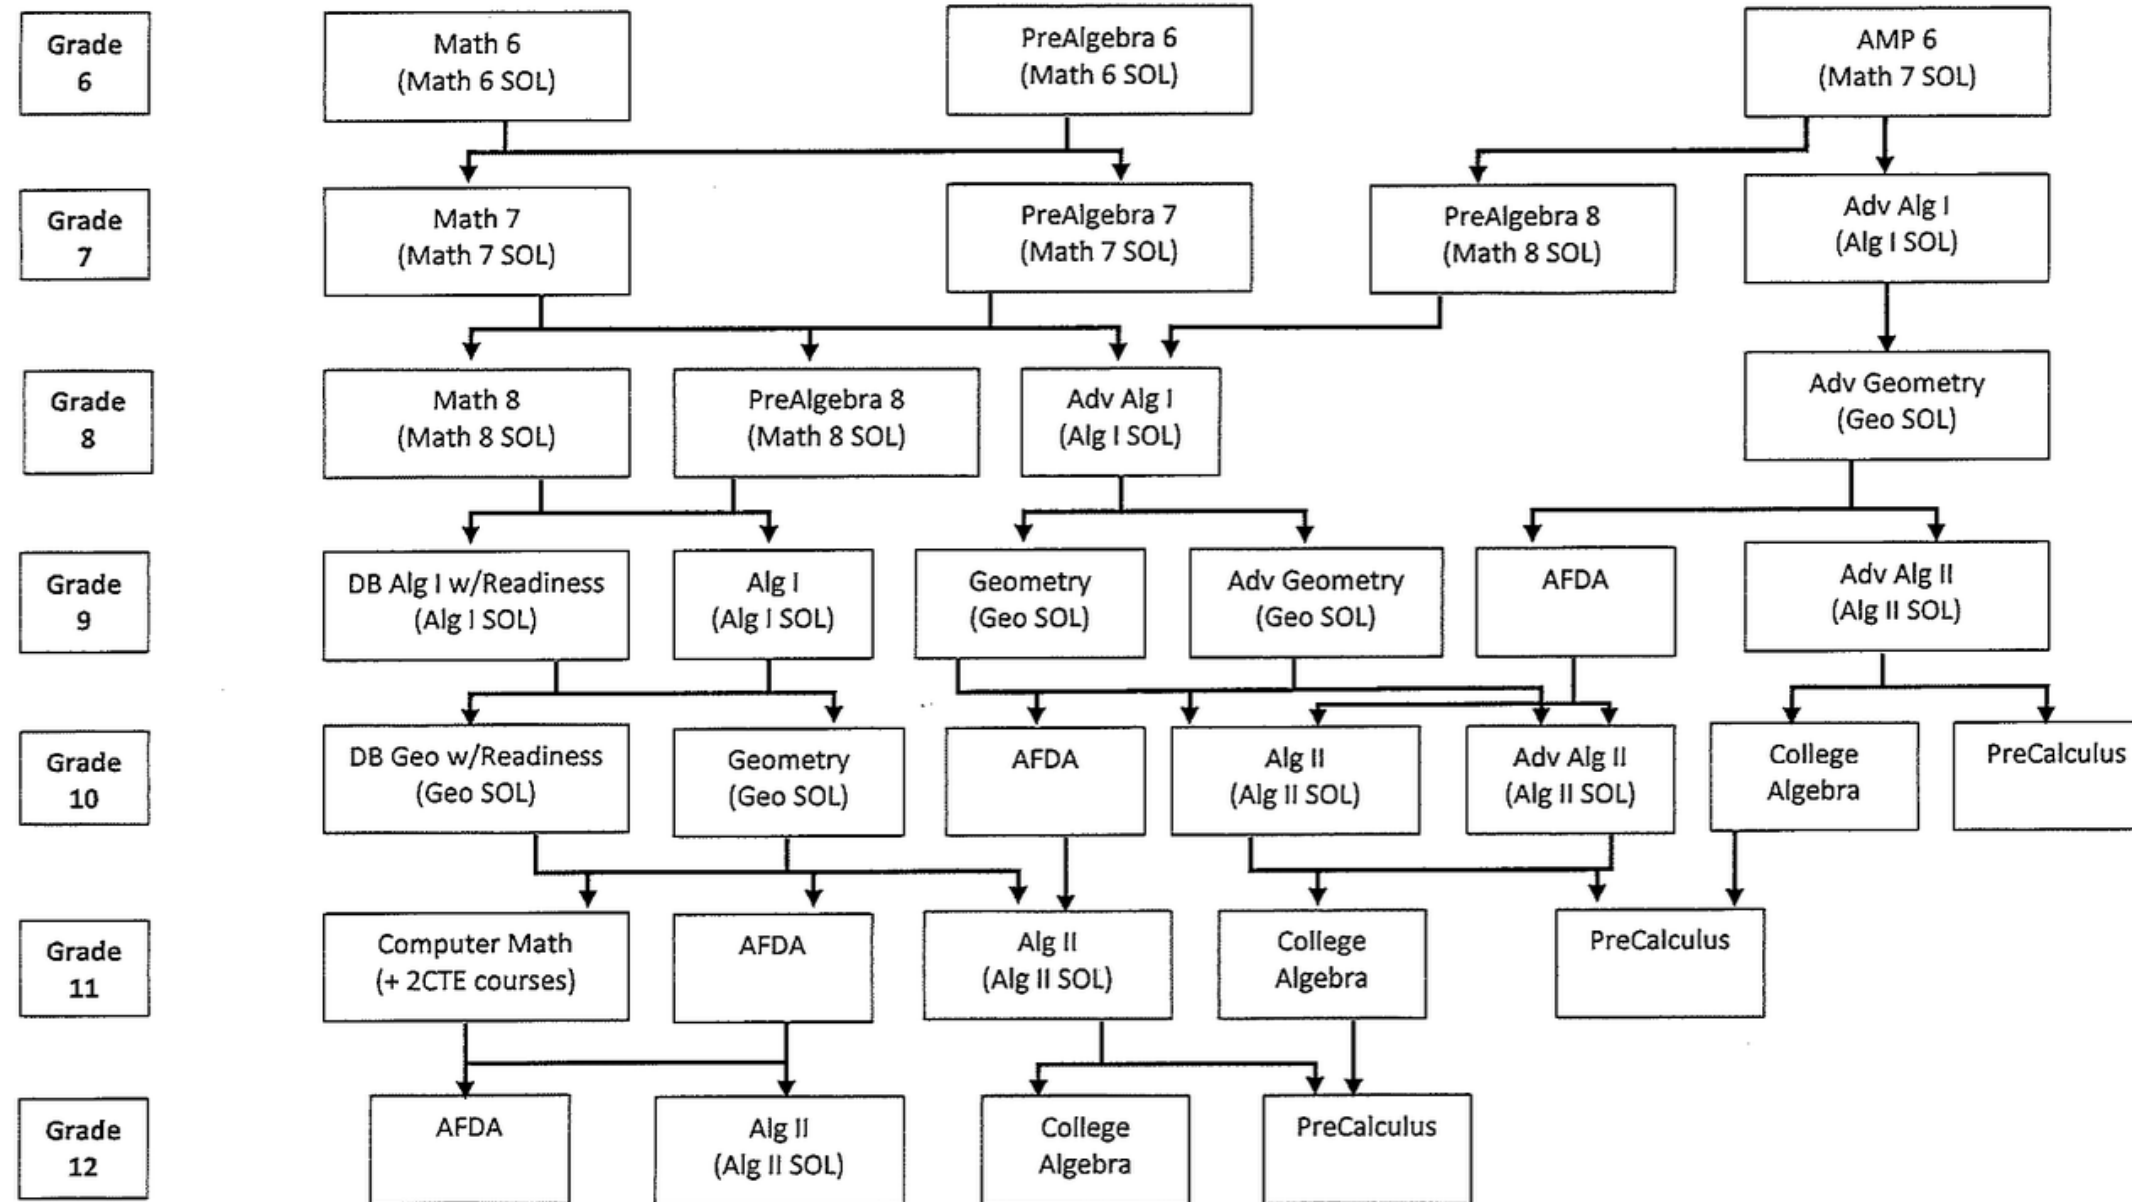 Grade
6
Math 6
(Math 6 SOL)
PreAlgebra 6
(Math 6 SOL)
AMP 6
(Math 7 SOL)
Grade
7
Math 7
(Math 7 SOL)
PreAlgebra 7
(Math 7 SOL)
PreAlgebra 8
(Math 8 SOL)
Adv Alg I
(Alg I SOL)
Grade
8
Math 8
(Math 8 SOL)
PreAlgebra 8
(Math 8 SOL)
Adv Alg I
(Alg I SOL)
Adv Geometry
(Geo SOL)
Grade
9
DB Alg I w/Readiness
(Alg I SOL)
Alg I
(Alg I SOL)
Geometry
(Geo SOL)
Adv Geometry
(Geo SOL)
AFDA
Adv Alg II
(Alg II SOL)
Grade
10
DB Geo w/Readiness
(Geo SOL)
Geometry
(Geo SOL)
AFDA
Alg II
(Alg II SOL)
Adv Alg II
(Alg II SOL)
College
Algebra
PreCalculus
Grade
11
Computer Math
(+ 2CTE courses)
AFDA
Alg II
(Alg II SOL)
College
Algebra
PreCalculus
Grade
12
AFDA
Alg II
(Alg II SOL)
College
Algebra
PreCalculus